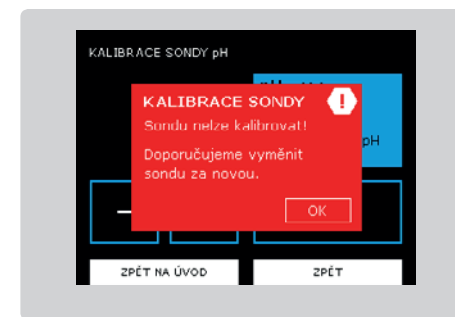 KALIBRACE SONDY pH
KALIBRACE SONDY
!
Sondu nelze kalibrovat!
Doporučujeme vyměnit
sondu za novou.
pH
OK
ZPĚT NA ÚVOD
ZPĚT